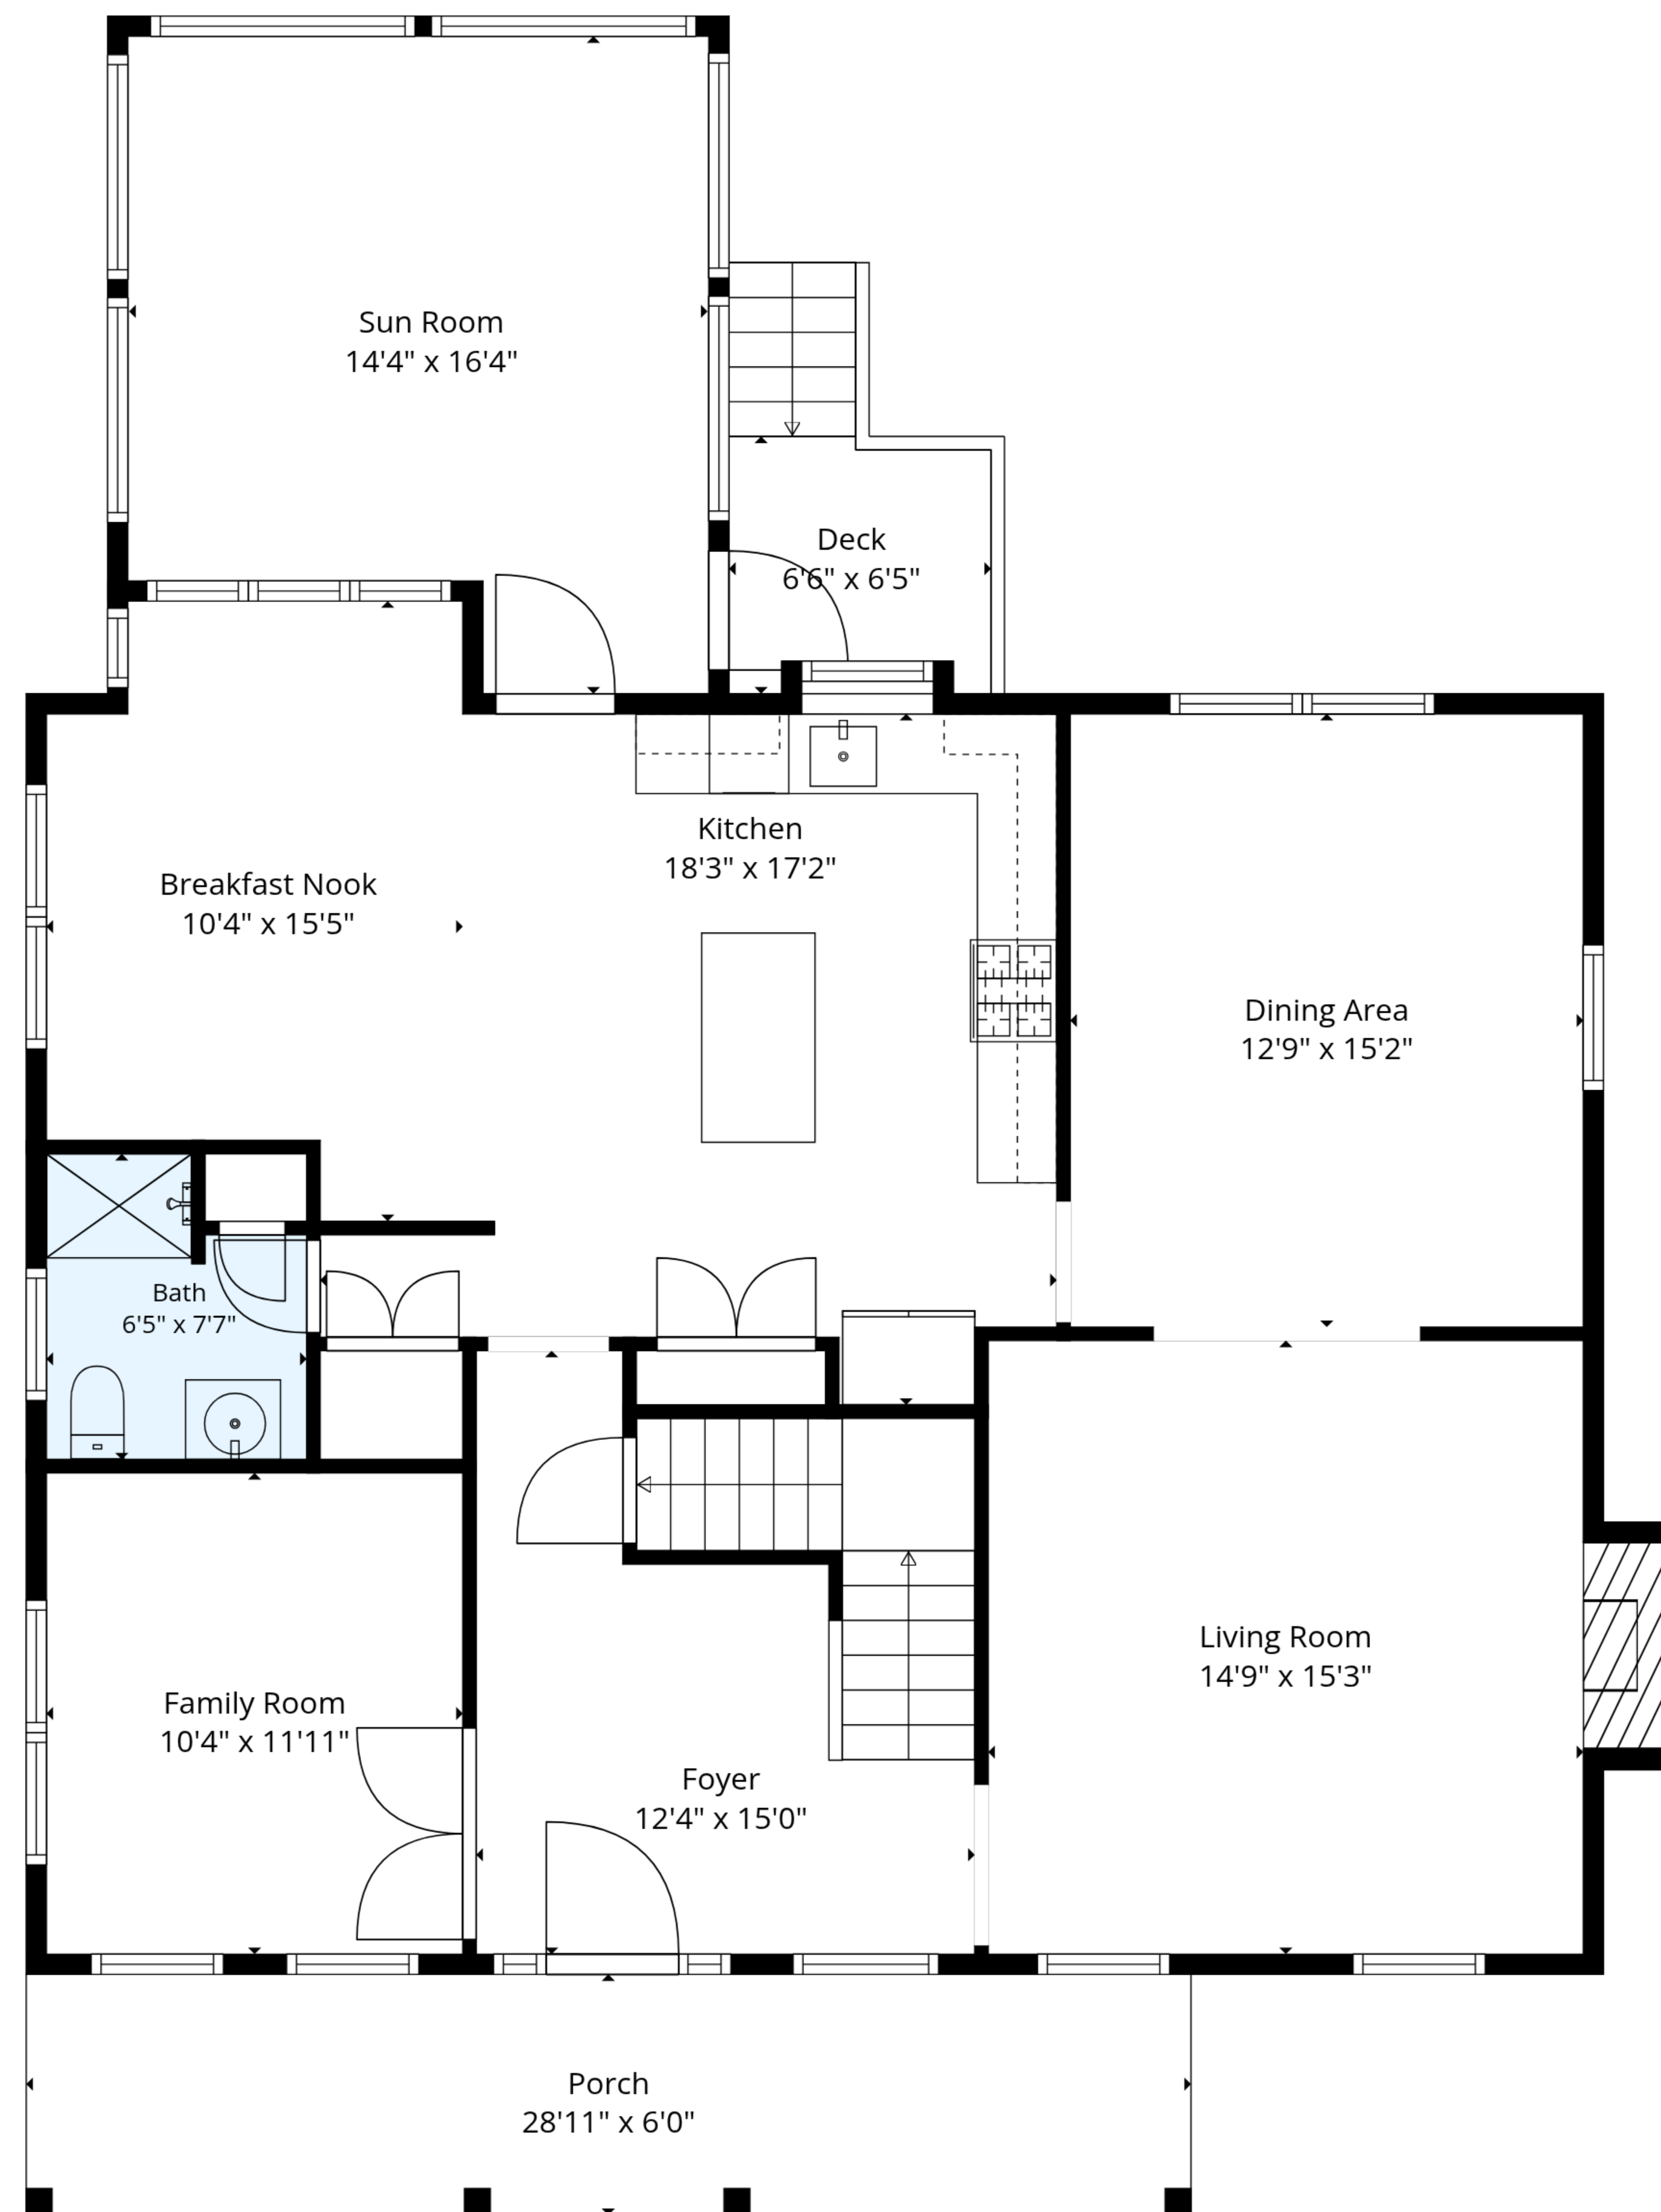 Sun Room
14'4" x 16'4"
Deck
6'6" x 6'5"
Kitchen
18'3" x 17'2"
Breakfast Nook
10'4" x 15'5"
Dining Area
12'9" x 15'2"
Bath
6'5" x 7'7"
Living Room
14'9" x 15'3"
Family Room
10'4" x 11'11"
Foyer
12'4" x 15'0"
Porch
28'11" x 6'0"